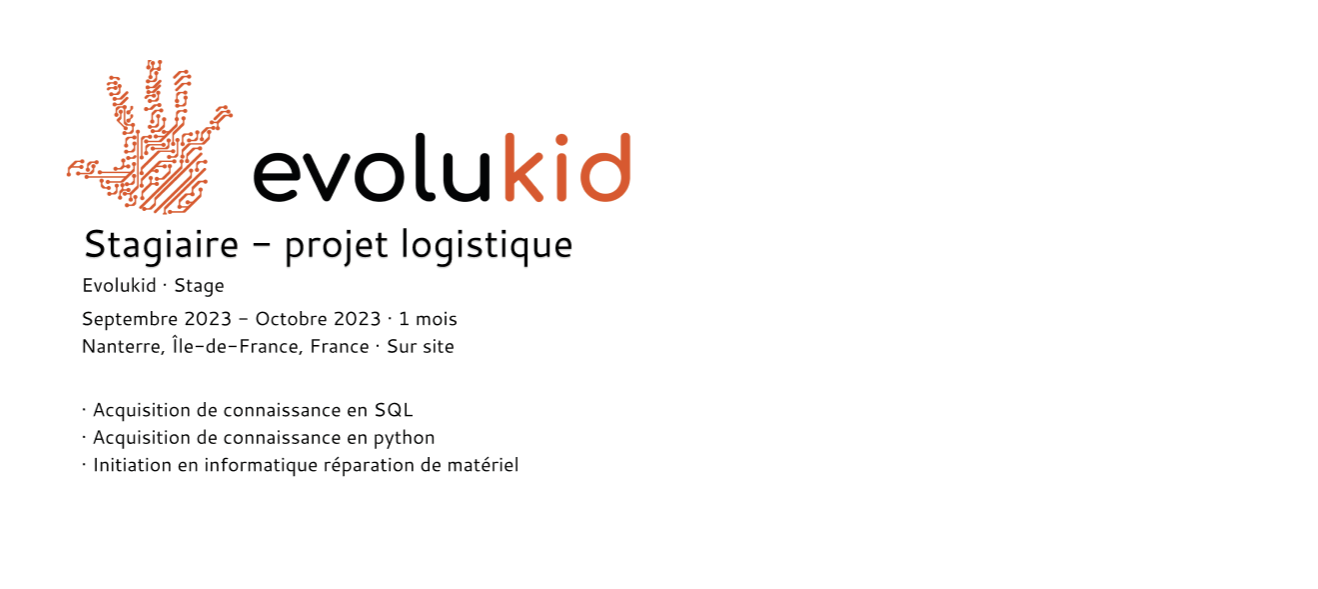 evolukid
Stagiaire - projet logistique
Evolukid · Stage
Septembre 2023 - Octobre 2023 · 1 mois
Nanterre, Île-de-France, France · Sur site
· Acquisition de connaissance en SQL
· Acquisition de connaissance en python
· Initiation en informatique réparation de matériel